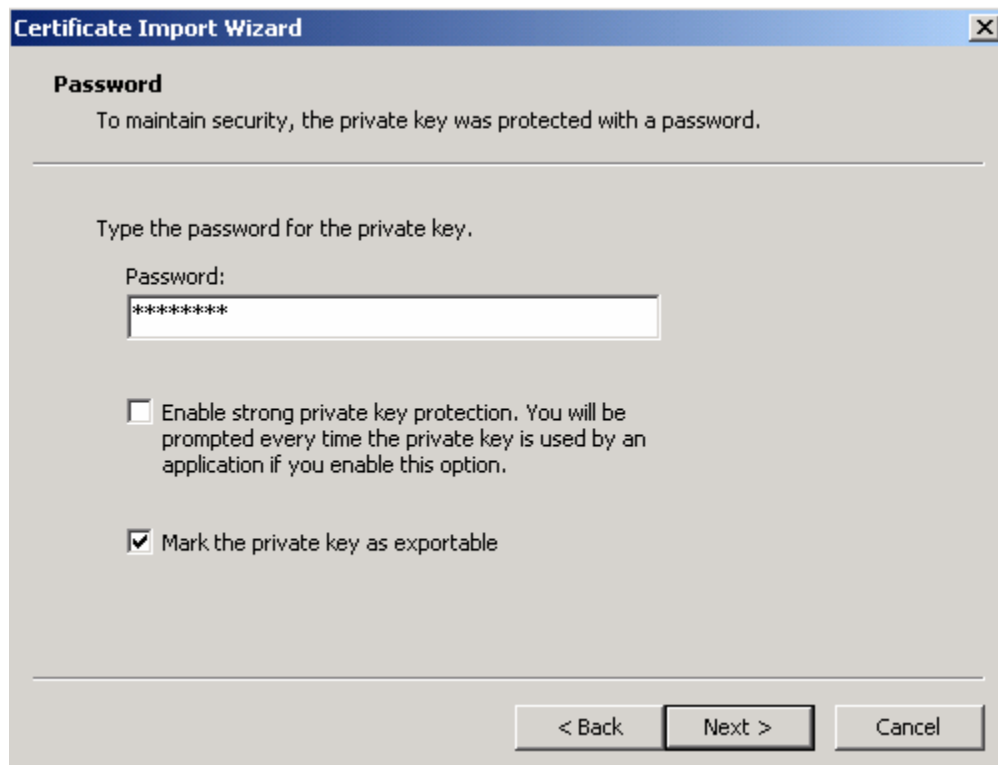 Certificate Import Wizard
Password
To maintain security, the private key was protected with a password.
Type the password for the private key.
Password:
********
Enable strong private key protection. You will be
prompted every time the private key is used by an
application if you enable this option.
Mark the private key as exportable
< Back
Next >
Cancel